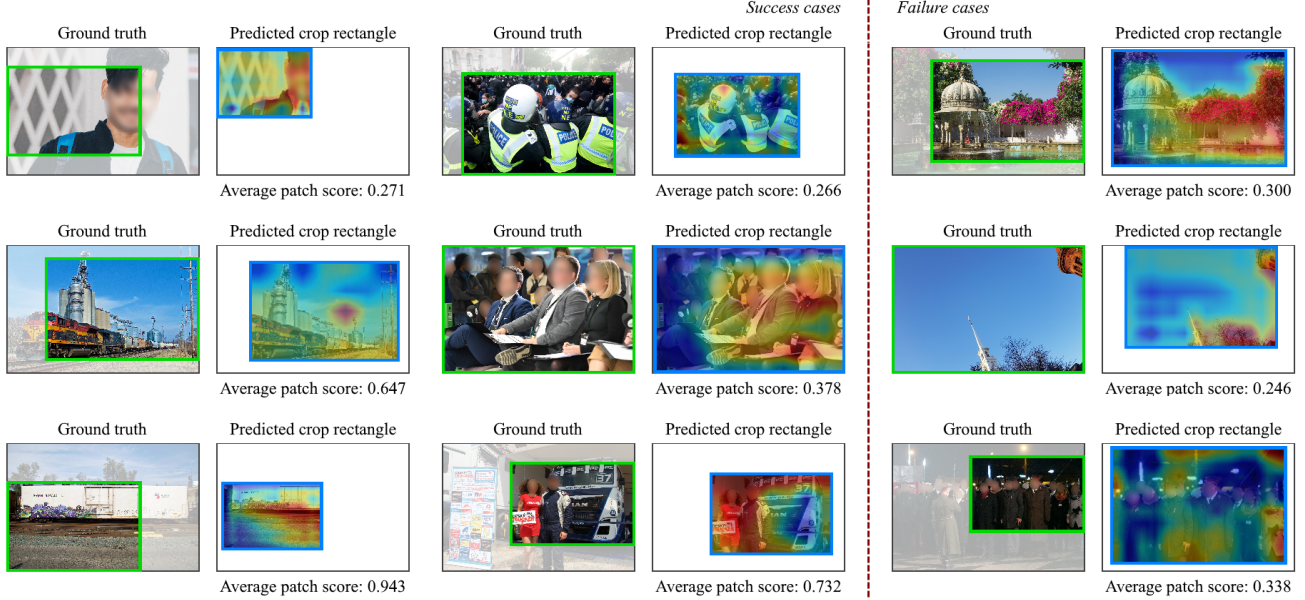 Success cases
Failure cases
Ground truth
Predicted crop rectangle
Ground truth
Predicted crop rectangle
Ground truth
Predicted crop rectangle
POLICE
POLICE
POLI
Average patch score: 0.271
Average patch score: 0.266
Average patch score: 0.300
Ground truth
Predicted crop rectangle
Ground truth
Predicted crop rectangle
Ground truth
Predicted crop rectangle
Average patch score: 0.647
Average patch score: 0.378
Average patch score: 0.246
Ground truth
Predicted crop rectangle
Ground truth
Predicted crop rectangle
Ground truth
Predicted crop rectangle
37
Average patch score: 0.943
Average patch score: 0.732
Average patch score: 0.338